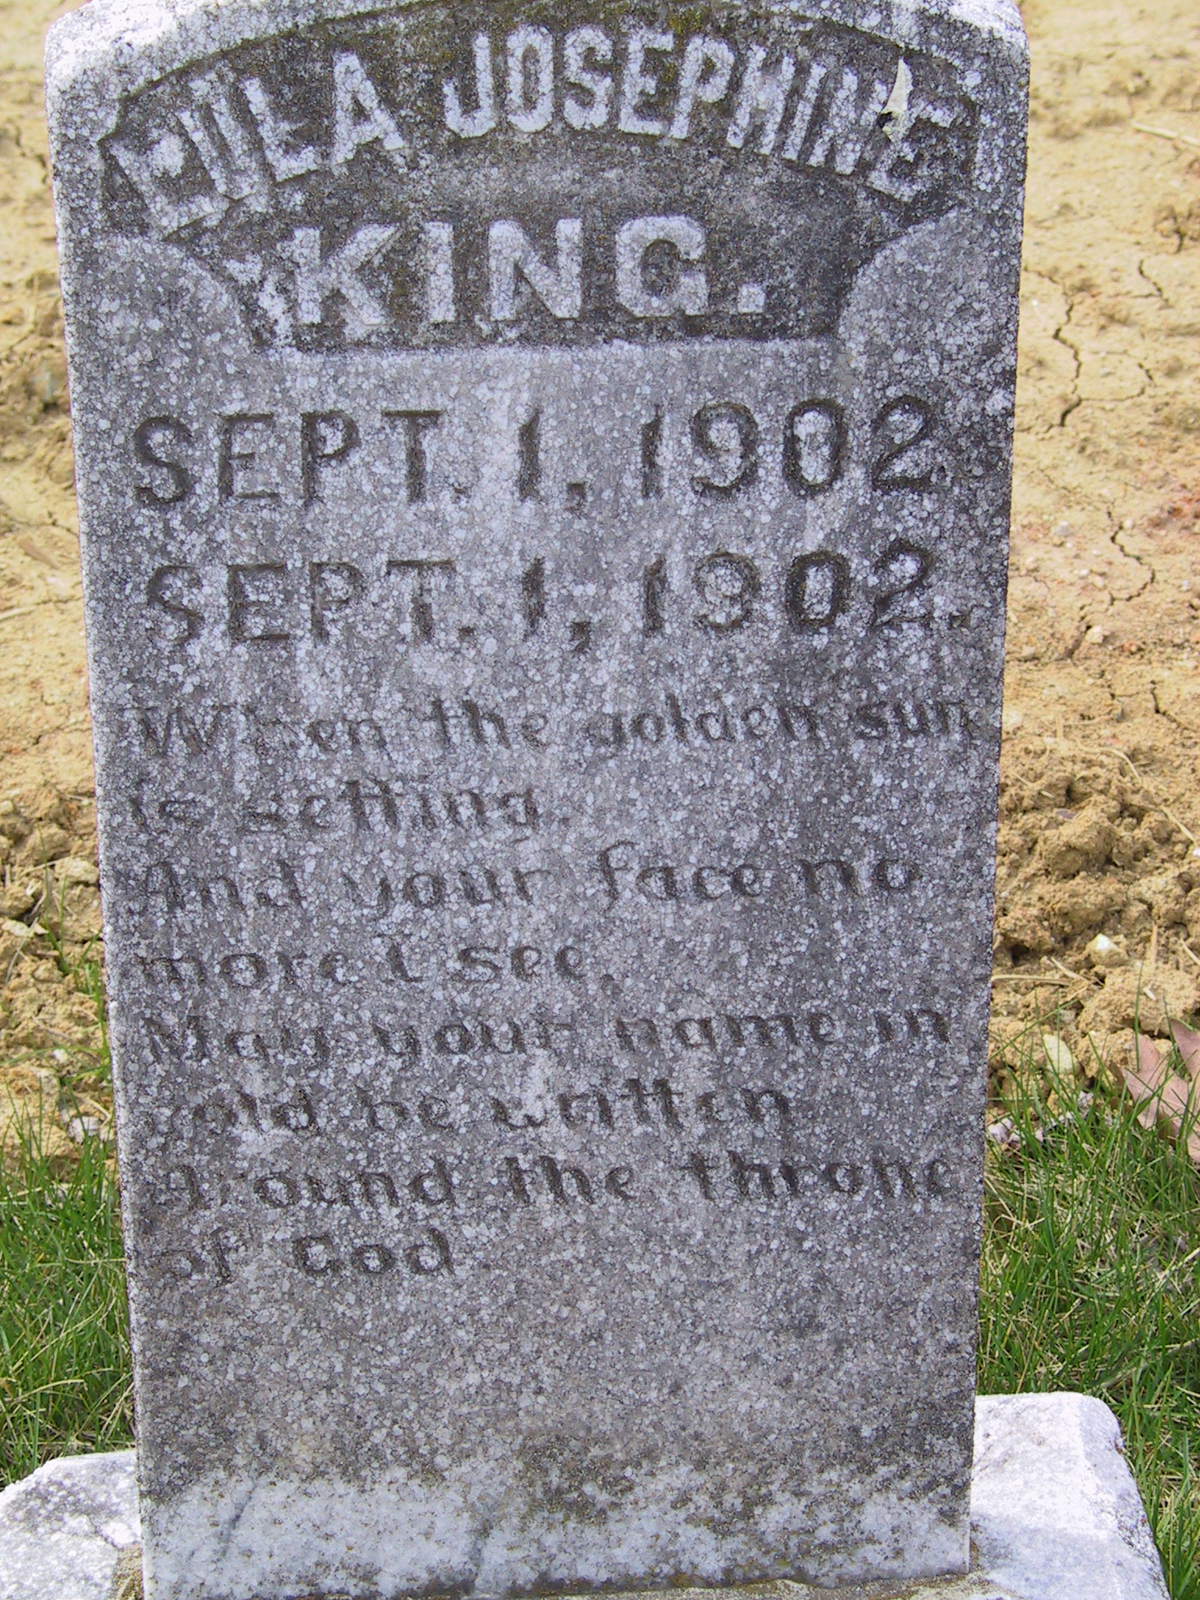 EULA JOSEPHINE
KING.
SEPT. 1, 1902
SEPT. 1, 1902.
When the golden sun
is setting.
And your face no
more I see,
May your name in
gold be written
Around the throne
of God